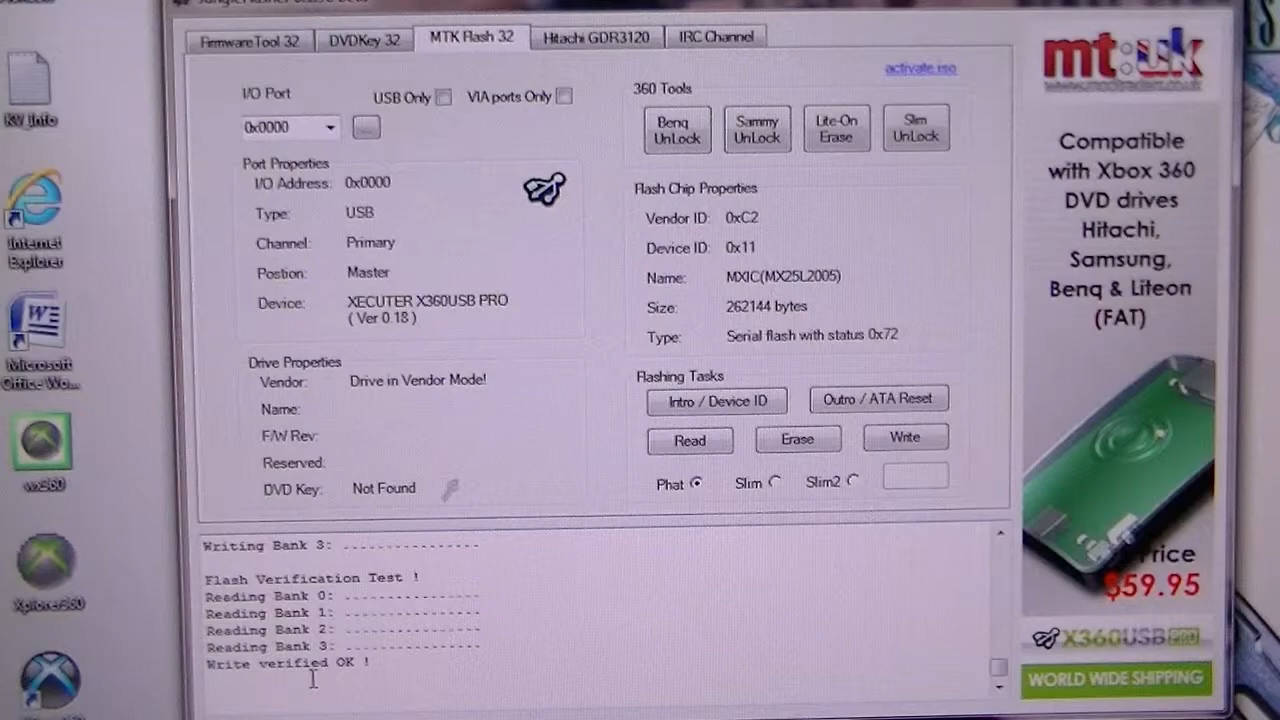 FirmwareTool 32
DVDKey 32
MTK Flash 32
Hitachi GDR3120
IRC Channel
activate.iso
I/O Port
USB Only
VIA ports Only
0x0000
...
Port Properties
I/O Address: 0x0000
Type: USB
Channel: Primary
Postion: Master
Device: XECUTER X360USB PRO
( Ver 0.18 )
Drive Properties
Vendor: Drive in Vendor Mode!
Name:
F/W Rev:
Reserved:
DVD Key: Not Found
360 Tools
Benq
UnLock
Sammy
UnLock
Lite-On
Erase
Slim
UnLock
Flash Chip Properties
Vendor ID: 0xC2
Device ID: 0x11
Name: MXIC(MX25L2005)
Size: 262144 bytes
Type: Serial flash with status 0x72
Flashing Tasks
Intro / Device ID
Outro / ATA Reset
Read
Erase
Write
Phat
Slim
Slim2
Writing Bank 3: ................
Flash Verification Test !
Reading Bank 0: ................
Reading Bank 1: ................
Reading Bank 2: ................
Reading Bank 3: ................
Write verified OK !
mt:uk
Compatible
with Xbox 360
DVD drives
Hitachi,
Samsung,
Benq & Liteon
(FAT)
Price
$59.95
X360USB PRO
WORLD WIDE SHIPPING
KV_Info
Internet
Explorer
Microsoft
Office Wo...
wx360
Xplorer360